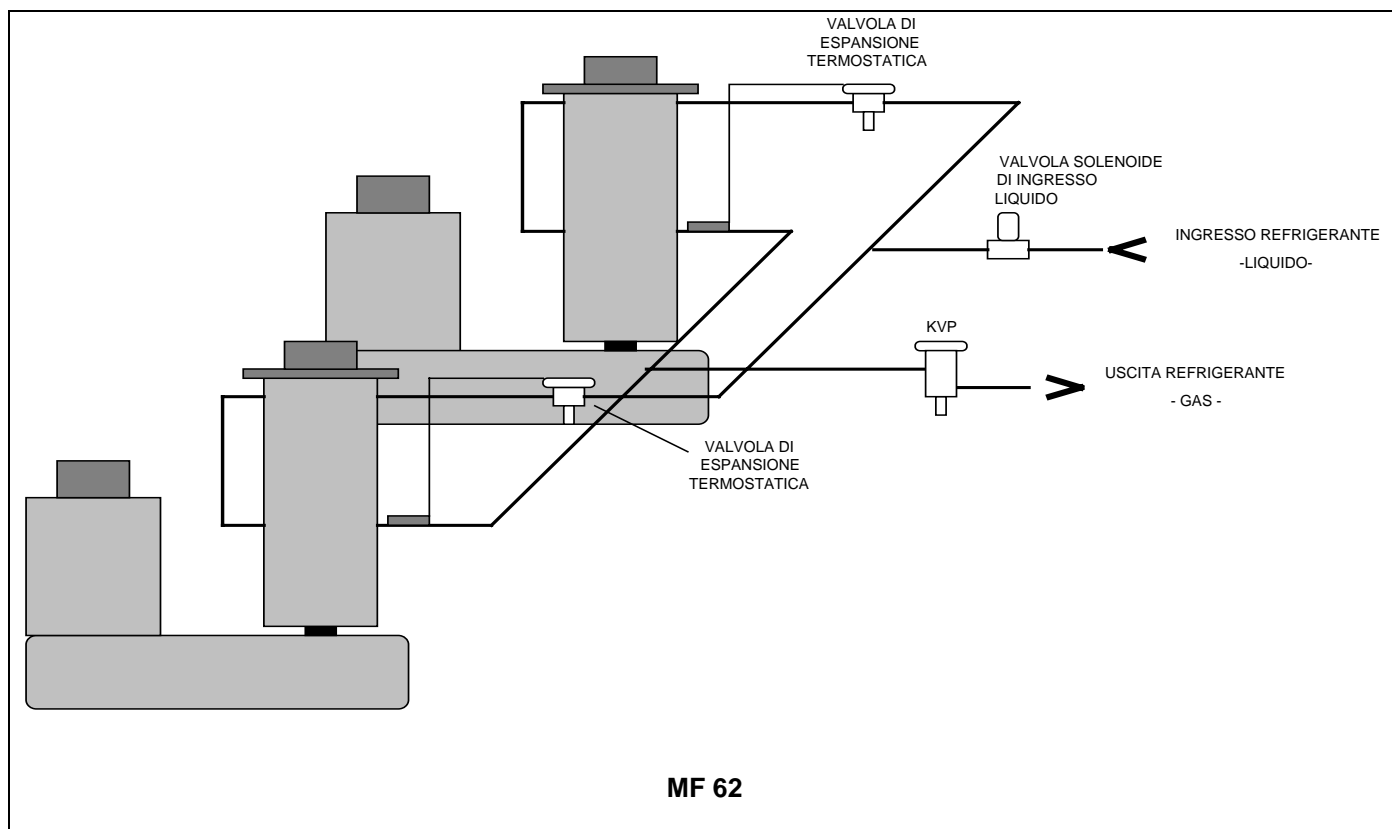 VALVOLA DI
ESPANSIONE
TERMOSTATICA
VALVOLA SOLENOIDE
DI INGRESSO
LIQUIDO
INGRESSO REFRIGERANTE
-LIQUIDO-
KVP
USCITA REFRIGERANTE
- GAS -
VALVOLA DI
ESPANSIONE
TERMOSTATICA
MF 62